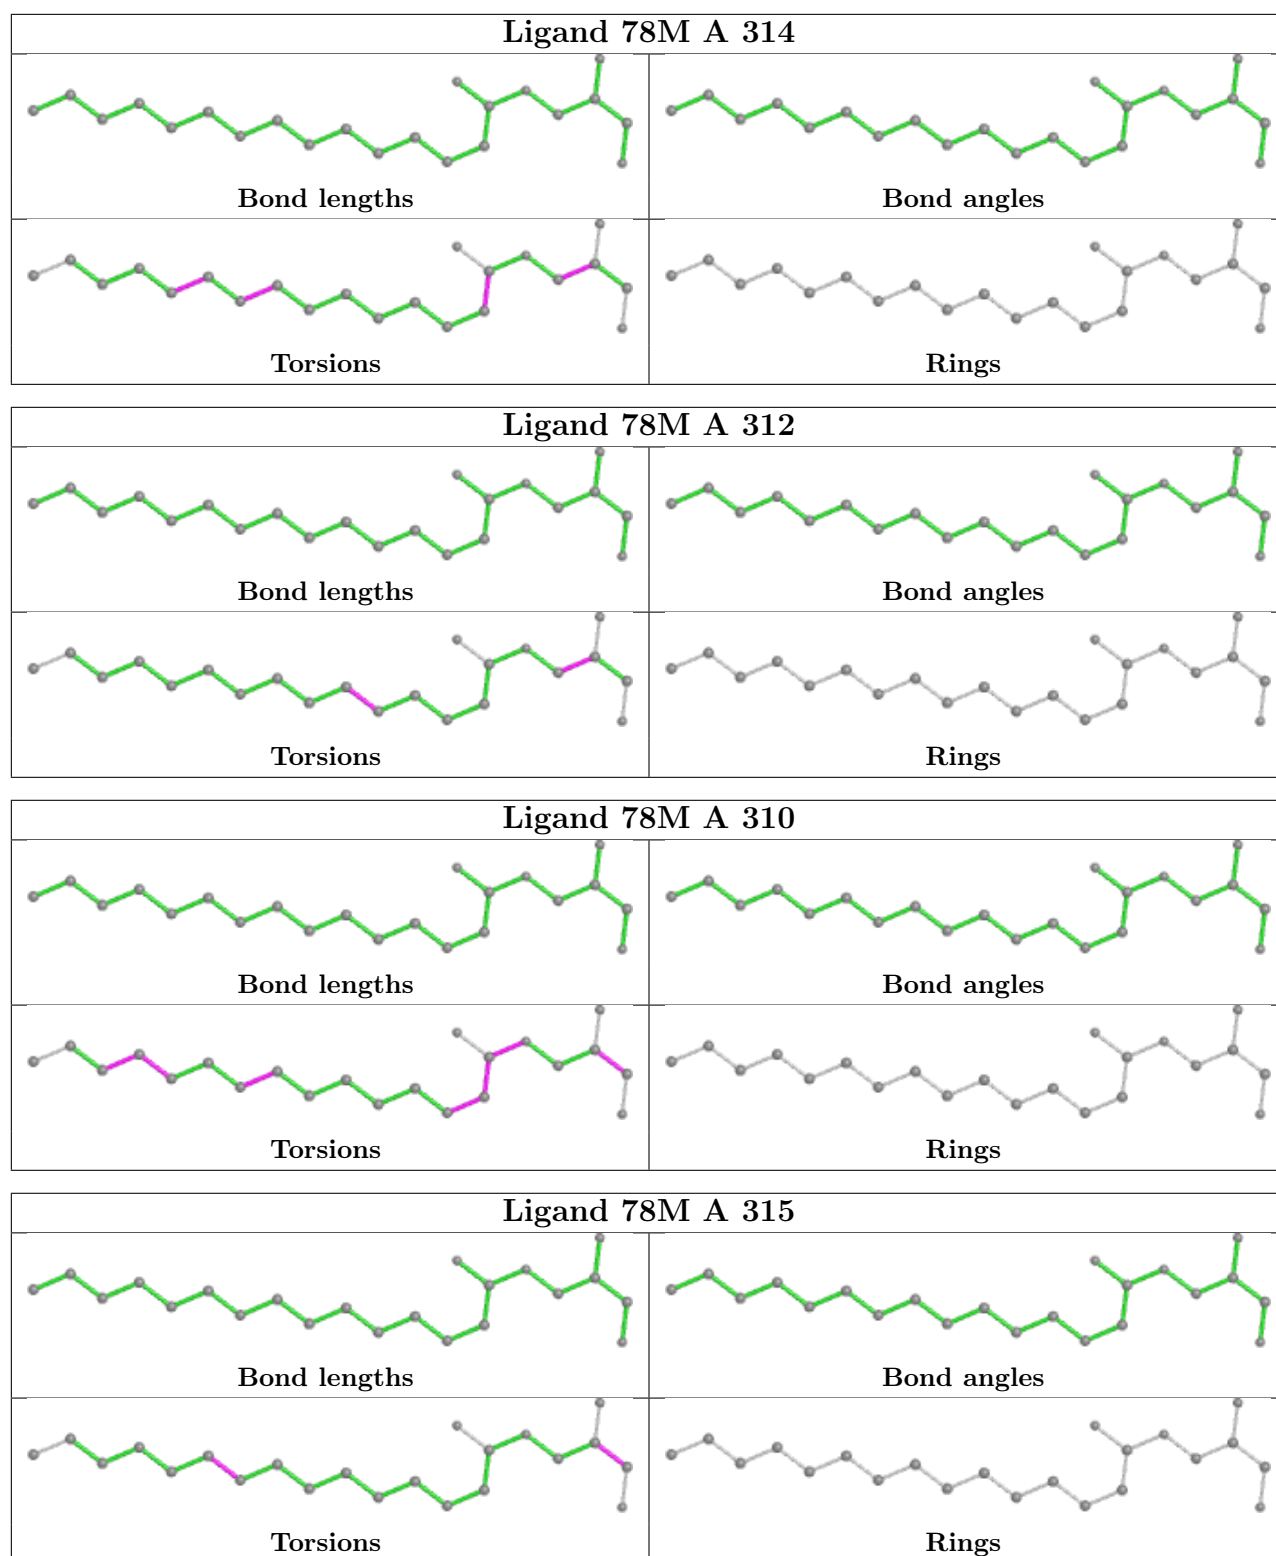 Ligand 78M A 314
Bond lengths
Bond angles
Torsions
Rings
Ligand 78M A 312
Bond lengths
Bond angles
Torsions
Rings
Ligand 78M A 310
Bond lengths
Bond angles
Torsions
Rings
Ligand 78M A 315
Bond lengths
Bond angles
Torsions
Rings